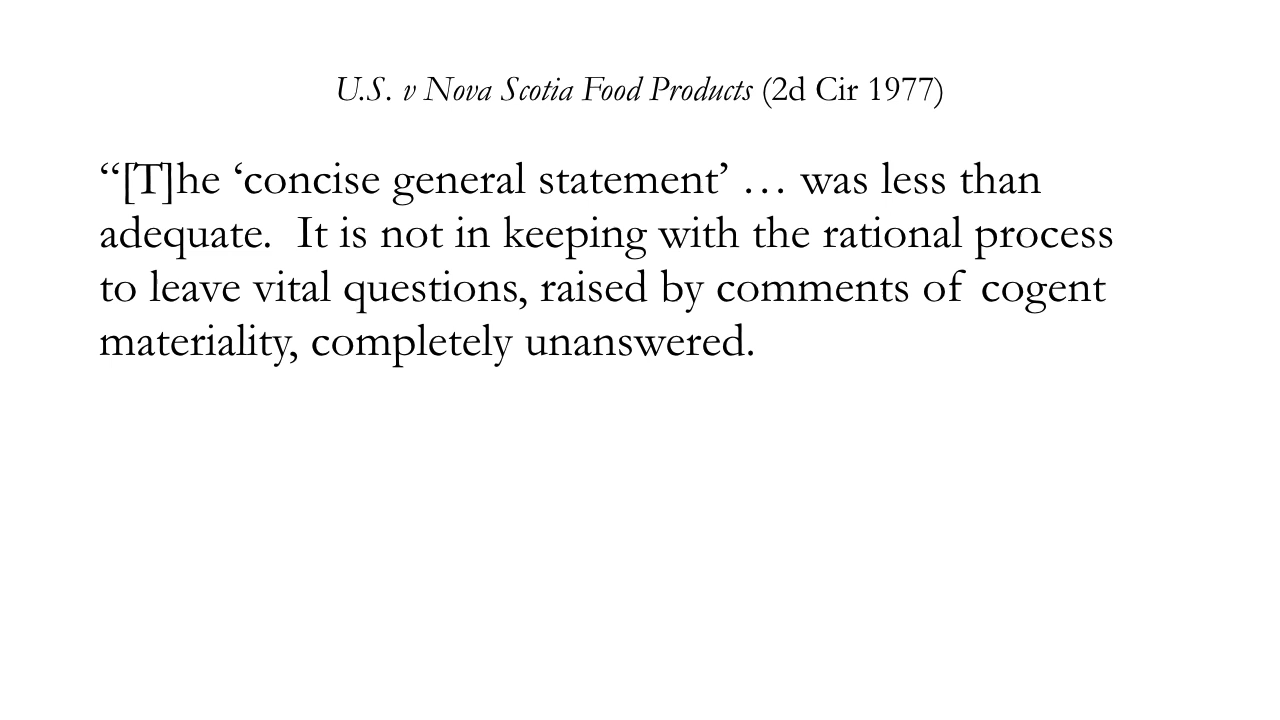 U.S. v Nova Scotia Food Products (2d Cir 1977)
“[T]he ‘concise general statement’ … was less than
adequate.  It is not in keeping with the rational process
to leave vital questions, raised by comments of cogent
materiality, completely unanswered.